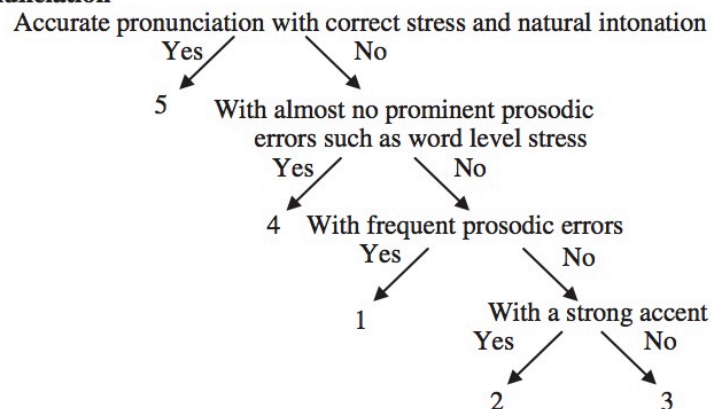 Accurate pronunciation with correct stress and natural intonation
Yes No
5 With almost no prominent prosodic
errors such as word level stress
Yes No
4 With frequent prosodic errors
Yes No
1 With a strong accent
Yes No
2 3